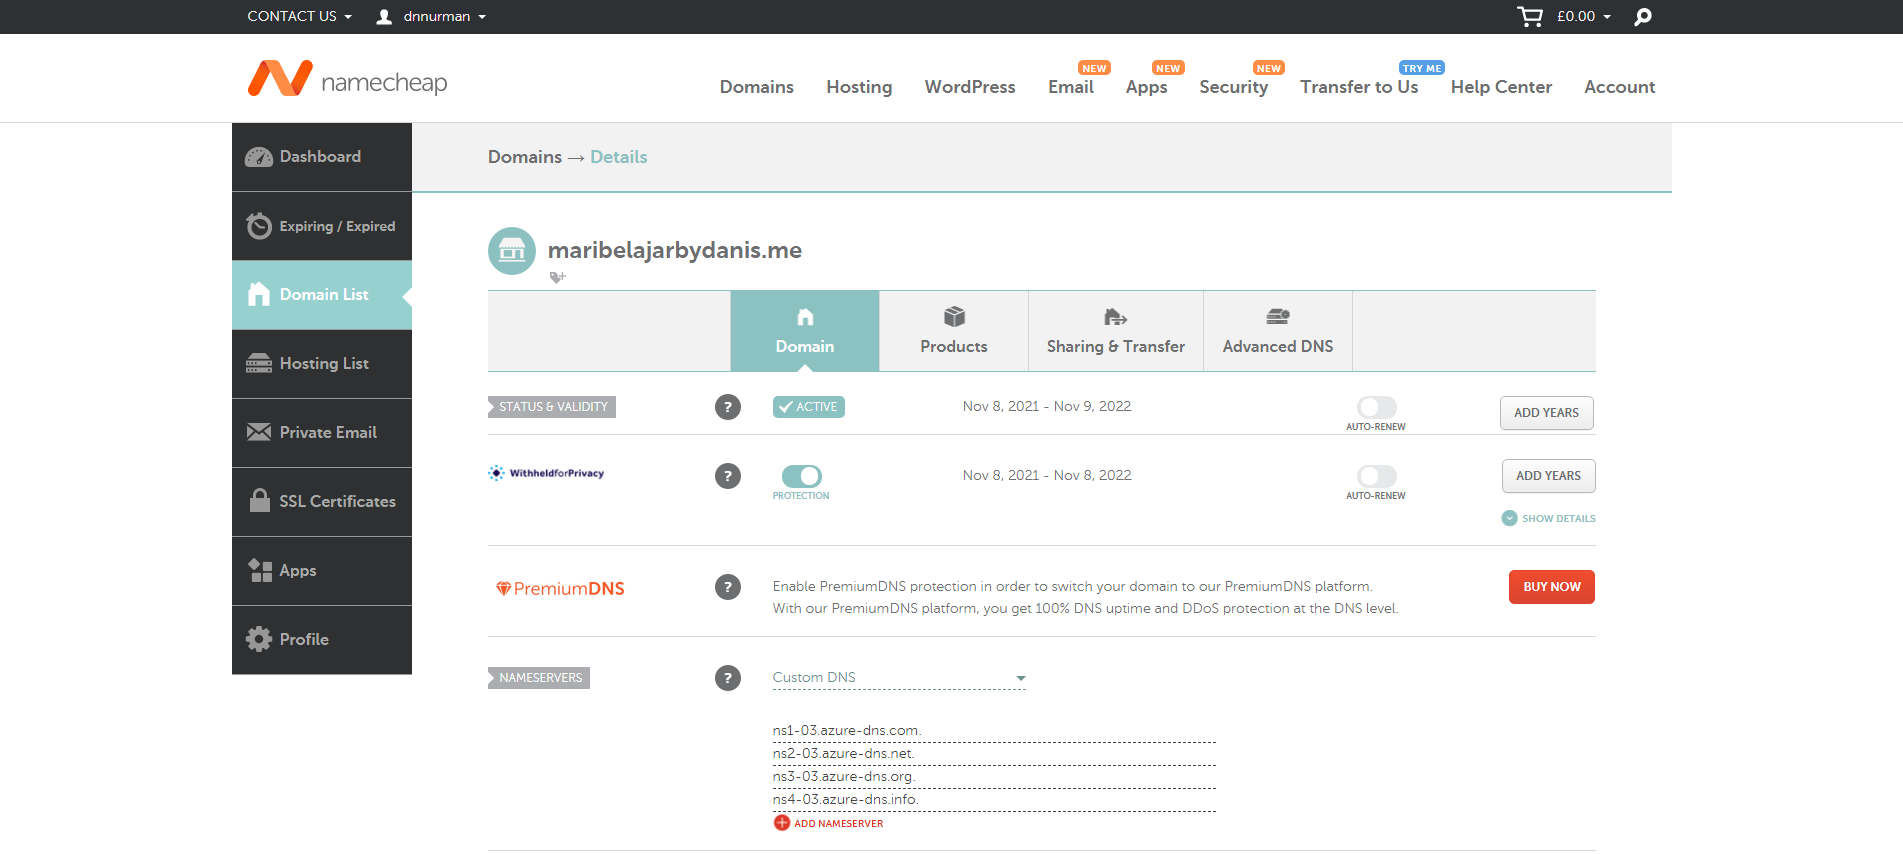 CONTACT US dnnurman £0.00
namecheap
Domains Hosting WordPress Email NEW Apps NEW Security NEW Transfer to Us TRY ME Help Center Account
Dashboard
Expiring / Expired
Domain List
Hosting List
Private Email
SSL Certificates
Apps
Profile
Domains → Details
maribelajarbydanis.me
Domain Products Sharing & Transfer Advanced DNS
STATUS & VALIDITY ? ACTIVE Nov 8, 2021 - Nov 9, 2022 AUTO-RENEW ADD YEARS
WithheldforPrivacy ? PROTECTION Nov 8, 2021 - Nov 8, 2022 AUTO-RENEW ADD YEARS
SHOW DETAILS
PremiumDNS ? Enable PremiumDNS protection in order to switch your domain to our PremiumDNS platform. BUY NOW
With our PremiumDNS platform, you get 100% DNS uptime and DDoS protection at the DNS level.
NAMESERVERS ? Custom DNS
ns1-03.azure-dns.com.
ns2-03.azure-dns.net.
ns3-03.azure-dns.org.
ns4-03.azure-dns.info.
ADD NAMESERVER